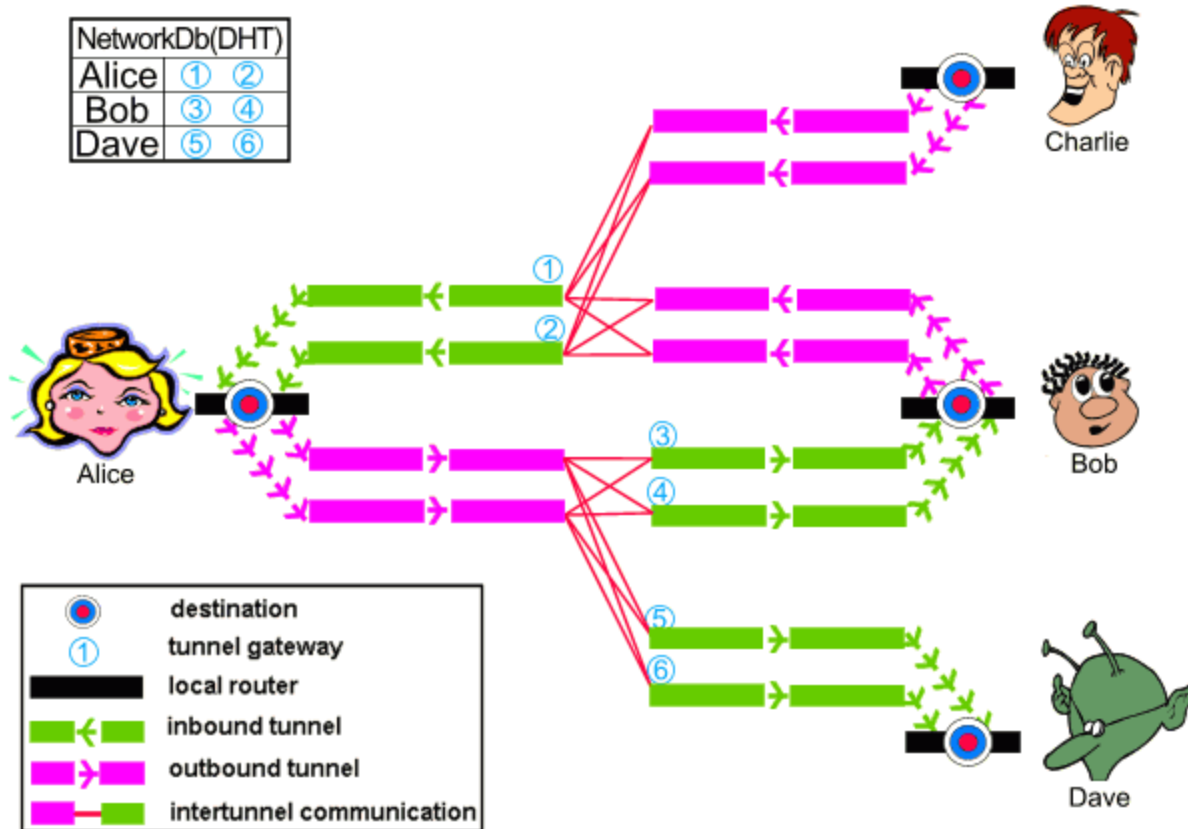 NetworkDb(DHT)
Alice 1 2
Bob 3 4
Dave 5 6
Charlie
1
2
Alice
3
4
Bob
5
6
Dave
destination
1 tunnel gateway
local router
inbound tunnel
outbound tunnel
intertunnel communication